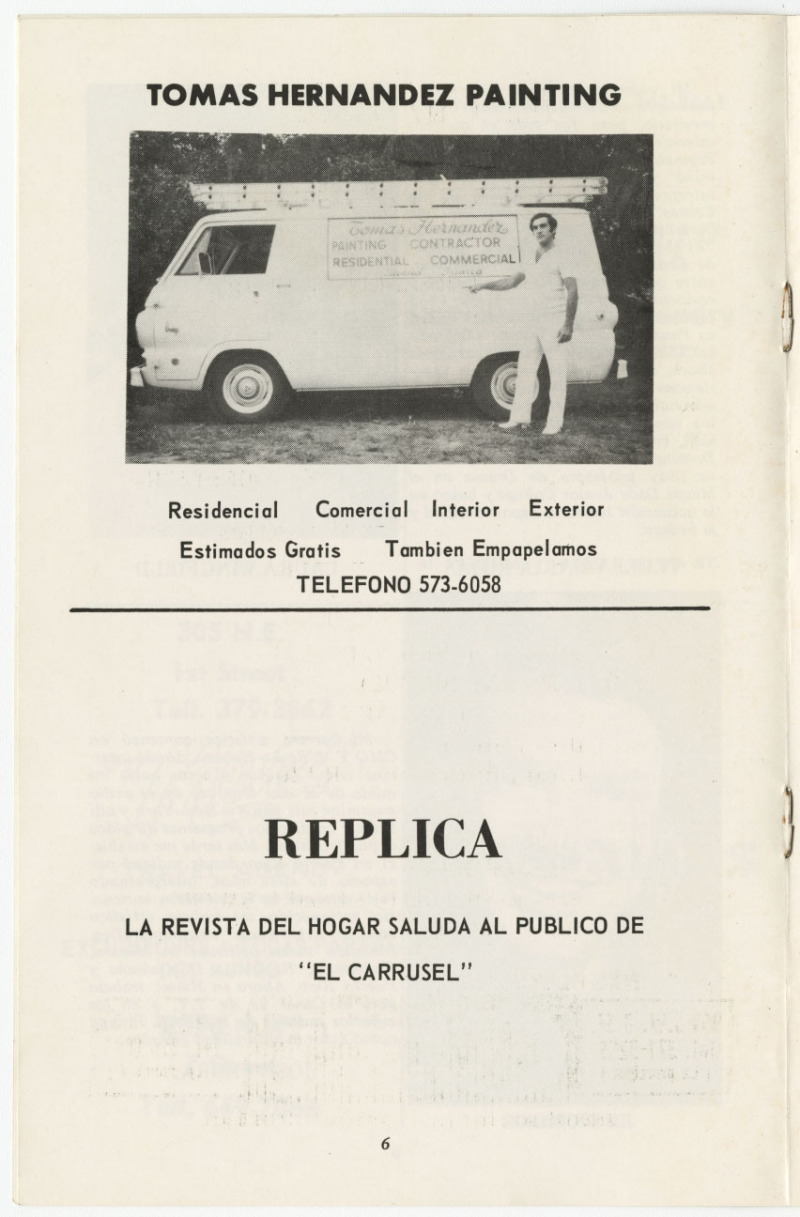 TOMAS HERNANDEZ PAINTING
Tomas Hernandez
PAINTING CONTRACTOR
RESIDENTIAL COMMERCIAL
Residencial Comercial Interior Exterior
Estimados Gratis Tambien Empapelamos
TELEFONO 573-6058
REPLICA
LA REVISTA DEL HOGAR SALUDA AL PUBLICO DE
"EL CARRUSEL"
6